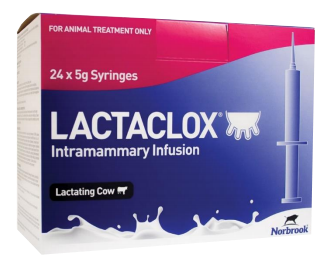 FOR ANIMAL TREATMENT ONLY
24 x 5g Syringes
LACTACLOX®
Intramammary Infusion
Lactating Cow
Norbrook